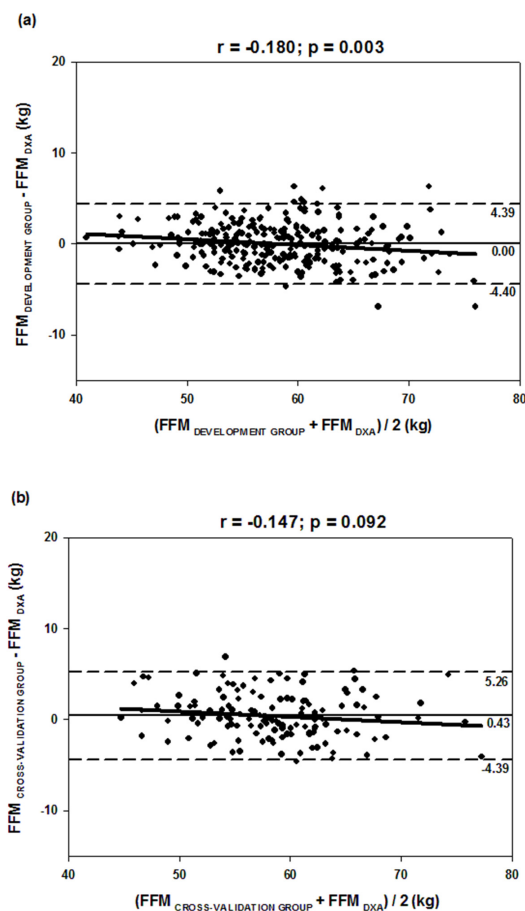 (a)
r = -0.180; p = 0.003
20
10
0
-10
4.39
0.00
-4.40
40 50 60 70 80
FFM DEVELOPMENT GROUP - FFM DXA (kg)
(FFM DEVELOPMENT GROUP + FFM DXA) / 2 (kg)
(b)
r = -0.147; p = 0.092
20
10
0
-10
5.26
0.43
-4.39
40 50 60 70 80
FFM CROSS-VALIDATION GROUP - FFM DXA (kg)
(FFM CROSS-VALIDATION GROUP + FFM DXA) / 2 (kg)